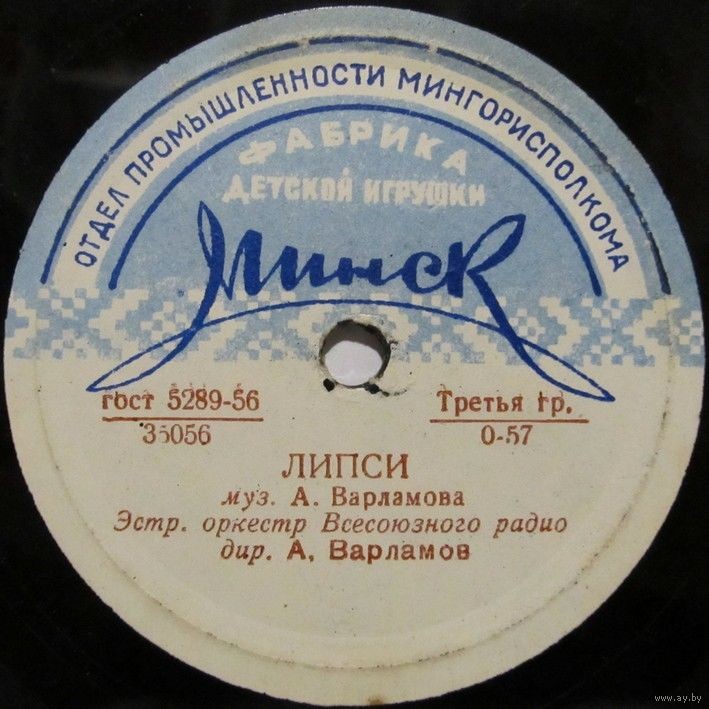 ОТДЕЛ ПРОМЫШЛЕННОСТИ МИНГОРИСПОЛКОМА
ФАБРИКА
ДЕТСКОЙ ИГРУШКИ
Минск
гост 5289-56
35056
Третья гр.
0-57
ЛИПСИ
муз. А. Варламова
Эстр. оркестр Всесоюзного радио
дир. А. Варламов
www.ay.by